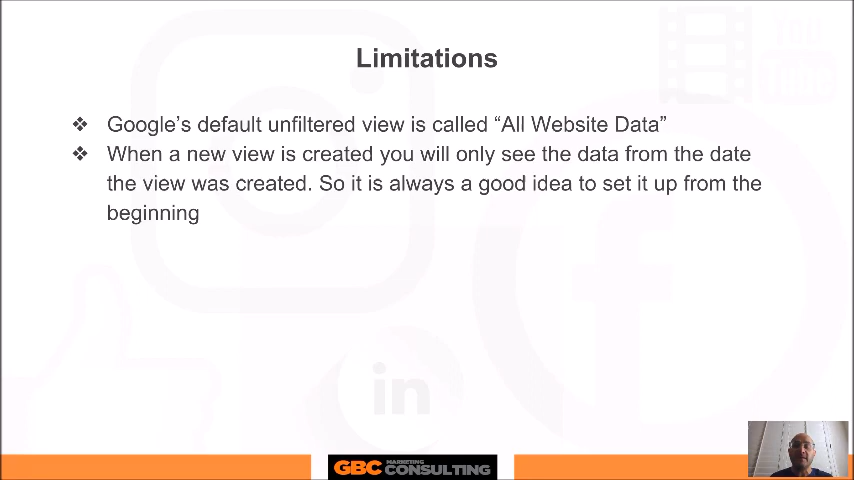 Limitations
❖ Google's default unfiltered view is called “All Website Data”
❖ When a new view is created you will only see the data from the date
the view was created. So it is always a good idea to set it up from the
beginning
in
GBC MARKETING CONSULTING